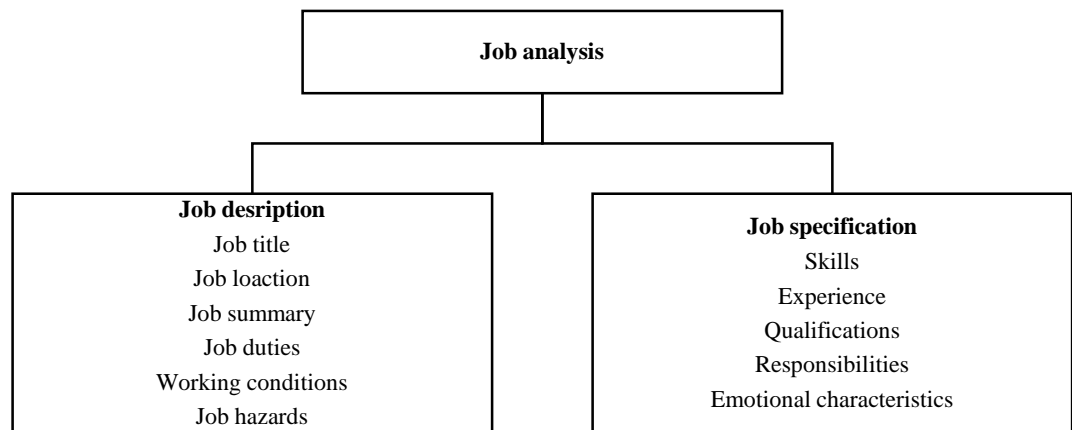 Job analysis
Job desription
Job title
Job loaction
Job summary
Job duties
Working conditions
Job hazards
Job specification
Skills
Experience
Qualifications
Responsibilities
Emotional characteristics